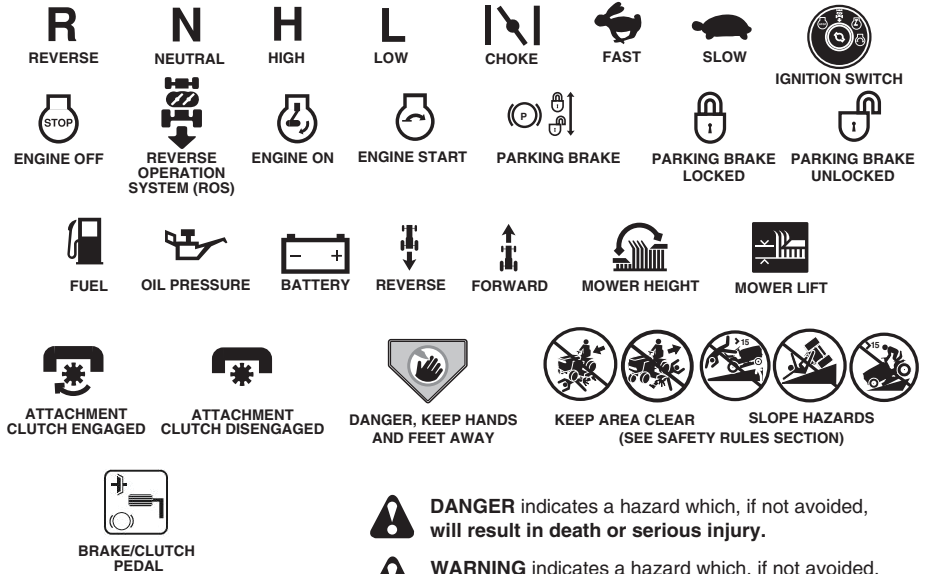 R N H L
REVERSE NEUTRAL HIGH LOW CHOKE FAST SLOW
IGNITION SWITCH
STOP P
ENGINE OFF REVERSE OPERATION SYSTEM (ROS) ENGINE ON ENGINE START PARKING BRAKE PARKING BRAKE LOCKED PARKING BRAKE UNLOCKED
- +
FUEL OIL PRESSURE BATTERY REVERSE FORWARD MOWER HEIGHT MOWER LIFT
15 15
ATTACHMENT
CLUTCH ENGAGED
ATTACHMENT
CLUTCH DISENGAGED
DANGER, KEEP HANDS
AND FEET AWAY
KEEP AREA CLEAR SLOPE HAZARDS
(SEE SAFETY RULES SECTION)
BRAKE/CLUTCH
PEDAL
DANGER indicates a hazard which, if not avoided,
will result in death or serious injury.
WARNING indicates a hazard which, if not avoided,